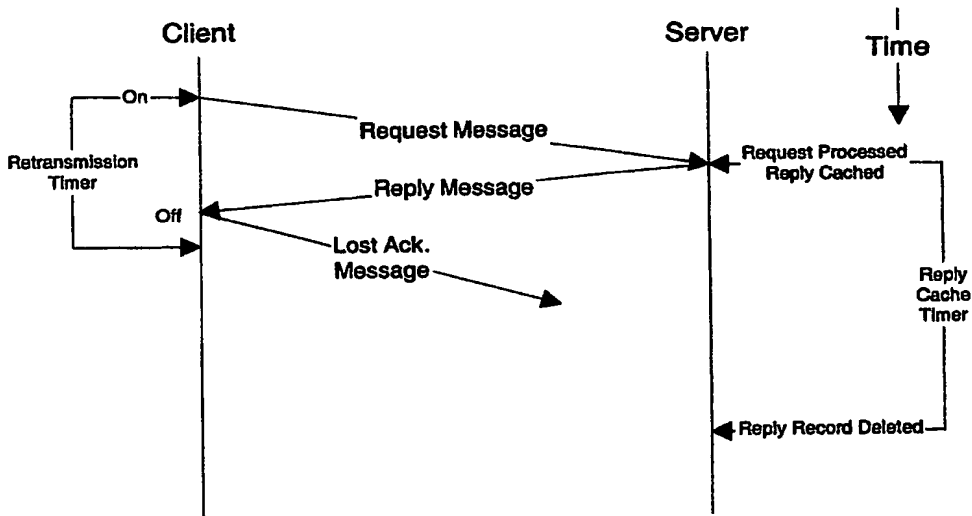 Client
Server
Time
On
Request Message
Retransmission
Timer
Request Processed
Reply Cached
Reply Message
Off
Lost Ack.
Message
Reply
Cache
Timer
Reply Record Deleted